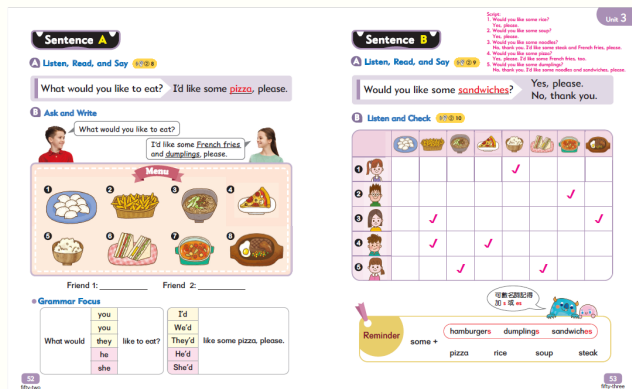 Sentence A
A Listen, Read, and Say 8
What would you like to eat? I'd like some pizza, please.
B Ask and Write
What would you like to eat?
I'd like some French fries
and dumplings, please.
Menu
1 2 3 4
5 6 7 8
Friend 1: __________ Friend 2: __________
Grammar Focus
What would
you
you
they
he
she
like to eat?
I'd
We'd
They'd
He'd
She'd
like some pizza, please.
52
fifty-two
Unit 3
Script:
1. Would you like some rice?
Yes, please.
2. Would you like some soup?
Yes, please.
3. Would you like some noodles?
No, thank you. I'd like some steak and French fries, please.
4. Would you like some pizza?
Yes, please. I'd like some French fries, too.
5. Would you like some dumplings?
No, thank you. I'd like some noodles and sandwiches, please.
Sentence B
A Listen, Read, and Say 9
Would you like some sandwiches?
Yes, please.
No, thank you.
B Listen and Check 10
1
2
3
4
5
可數名詞記得
加 s 或 es
Reminder
some +
hamburgers dumplings sandwiches
pizza rice soup steak
53
fifty-three